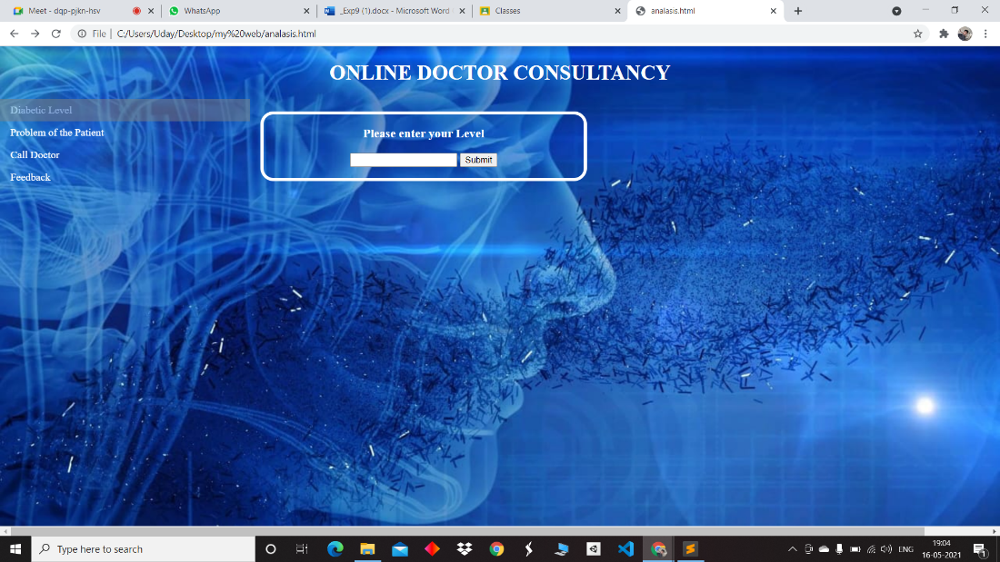 Meet - dqp-pjkn-hsv
WhatsApp
_Exp9 (1).docx - Microsoft Word
Classes
analasis.html
File | C:/Users/Uday/Desktop/my%20web/analasis.html
ONLINE DOCTOR CONSULTANCY
Diabetic Level
Problem of the Patient
Call Doctor
Feedback
Please enter your Level
Submit
Type here to search
ENG
19:04
16-05-2021
1